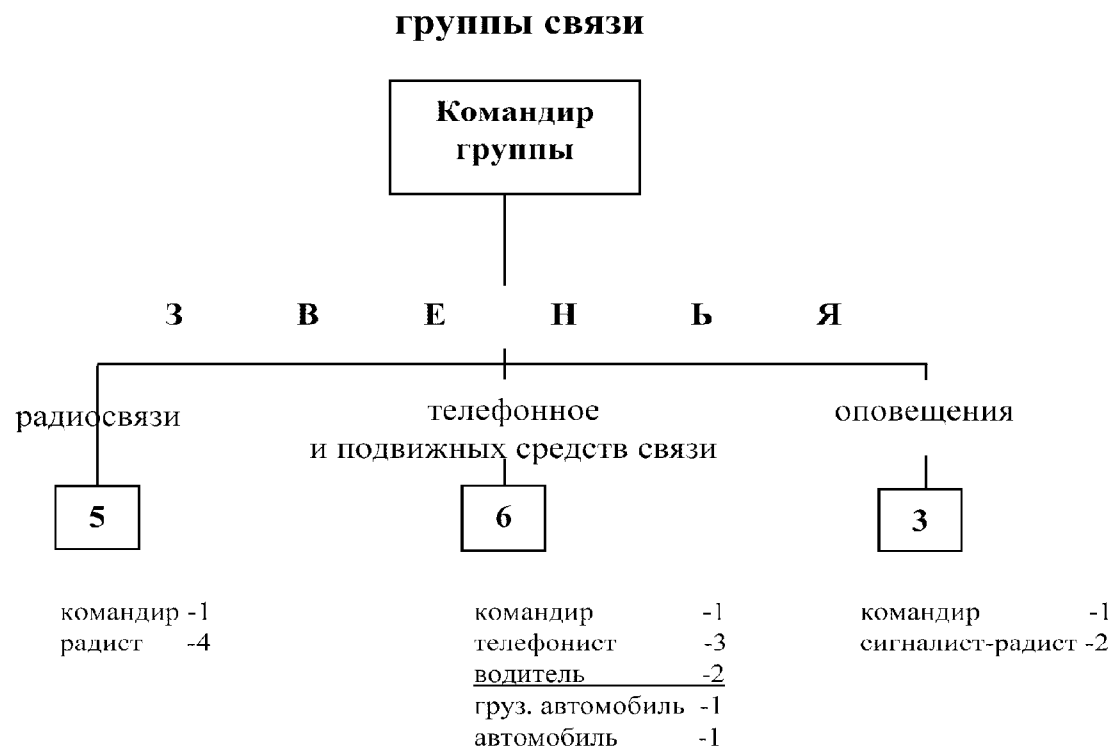 группы связи
Командир
группы
З В Е Н Ь Я
радиосвязи
телефонное
и подвижных средств связи
оповещения
5
6
3
командир -1
радист -4
командир -1
телефонист -3
водитель -2
груз. автомобиль -1
автомобиль -1
командир -1
сигналист-радист -2